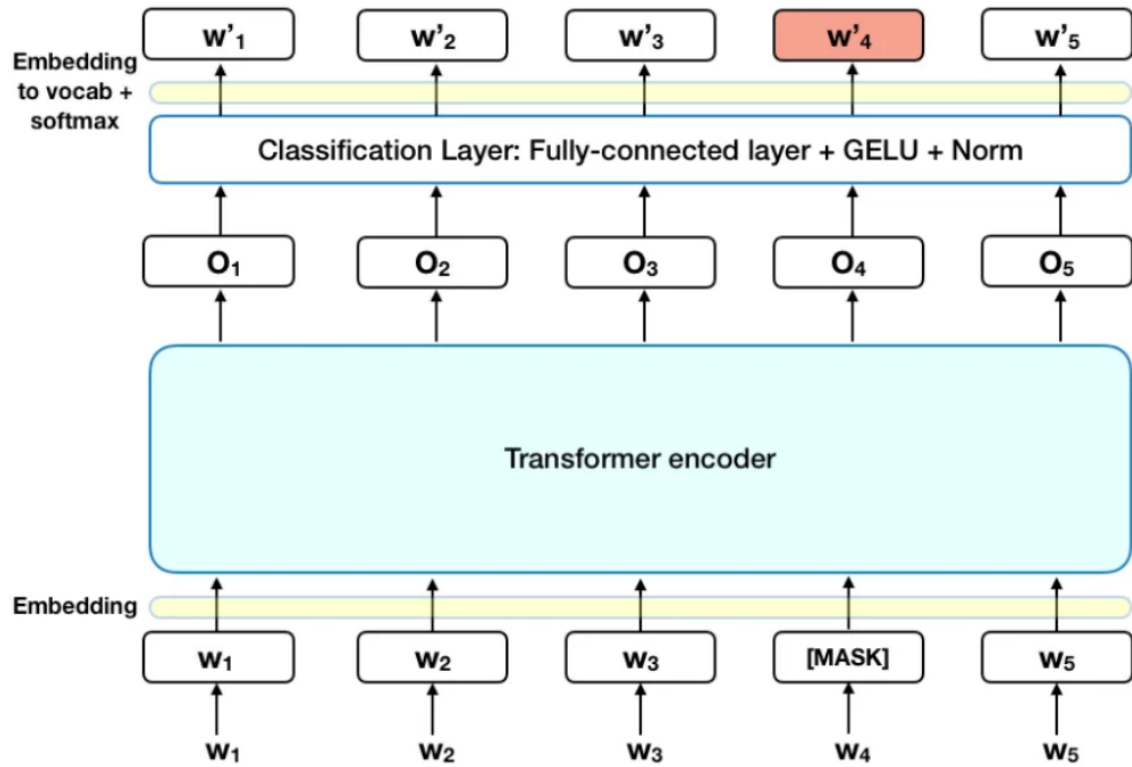 w'₁ w'₂ w'₃ w'₄ w'₅
Embedding
to vocab +
softmax
Classification Layer: Fully-connected layer + GELU + Norm
O₁ O₂ O₃ O₄ O₅
Transformer encoder
Embedding
W₁ W₂ W₃ [MASK] W₅
W₁ W₂ W₃ W₄ W₅